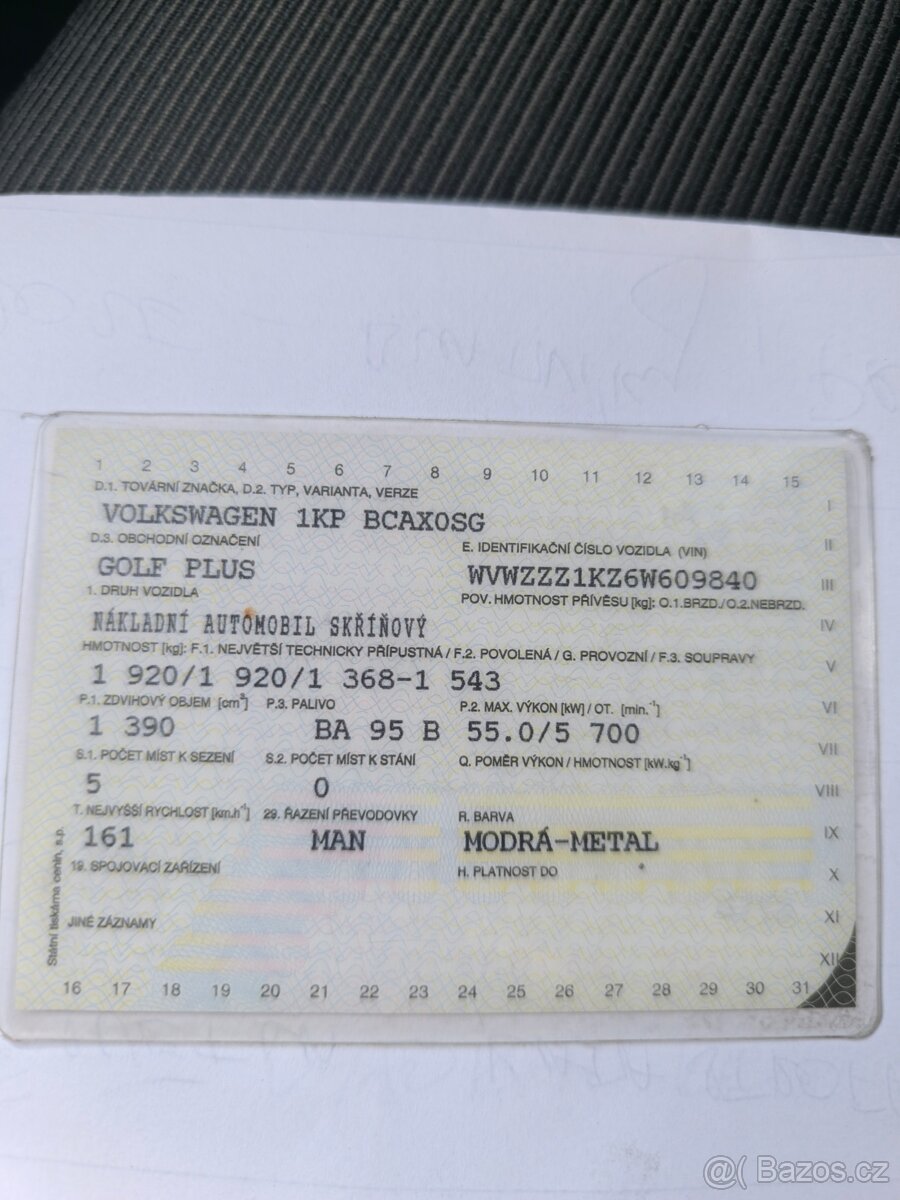 1 2 3 4 5 6 7 8 9 10 11 12 13 14 15
D.1. TOVÁRNÍ ZNAČKA, D.2. TYP, VARIANTA, VERZE
I
VOLKSWAGEN 1KP BCAX0SG
D.3. OBCHODNÍ OZNAČENÍ
E. IDENTIFIKAČNÍ ČÍSLO VOZIDLA (VIN)
II
GOLF PLUS
WVWZZZ1KZ6W609840
III
1. DRUH VOZIDLA
POV. HMOTNOST PŘÍVĚSU [kg]: O.1.BRZD./O.2.NEBRZD.
NÁKLADNÍ AUTOMOBIL SKŘÍŇOVÝ
IV
HMOTNOST [kg]: F.1. NEJVĚTŠÍ TECHNICKY PŘÍPUSTNÁ / F.2. POVOLENÁ / G. PROVOZNÍ / F.3. SOUPRAVY
V
1 920/1 920/1 368-1 543
P.1. ZDVIHOVÝ OBJEM [cm³] P.3. PALIVO P.2. MAX. VÝKON [kW] / OT. [min.⁻¹]
VI
1 390 BA 95 B 55.0/5 700
VII
S.1. POČET MÍST K SEZENÍ S.2. POČET MÍST K STÁNÍ Q. POMĚR VÝKON / HMOTNOST [kW.kg⁻¹]
5 0
VIII
T. NEJVYŠŠÍ RYCHLOST [km.h⁻¹] 29. ŘAZENÍ PŘEVODOVKY R. BARVA
161 MAN MODRÁ-METAL
IX
19. SPOJOVACÍ ZAŘÍZENÍ H. PLATNOST DO
X
JINÉ ZÁZNAMY
XI
XII
Státní tiskárna cenin, s.p.
16 17 18 19 20 21 22 23 24 25 26 27 28 29 30 31
@( Bazos.cz